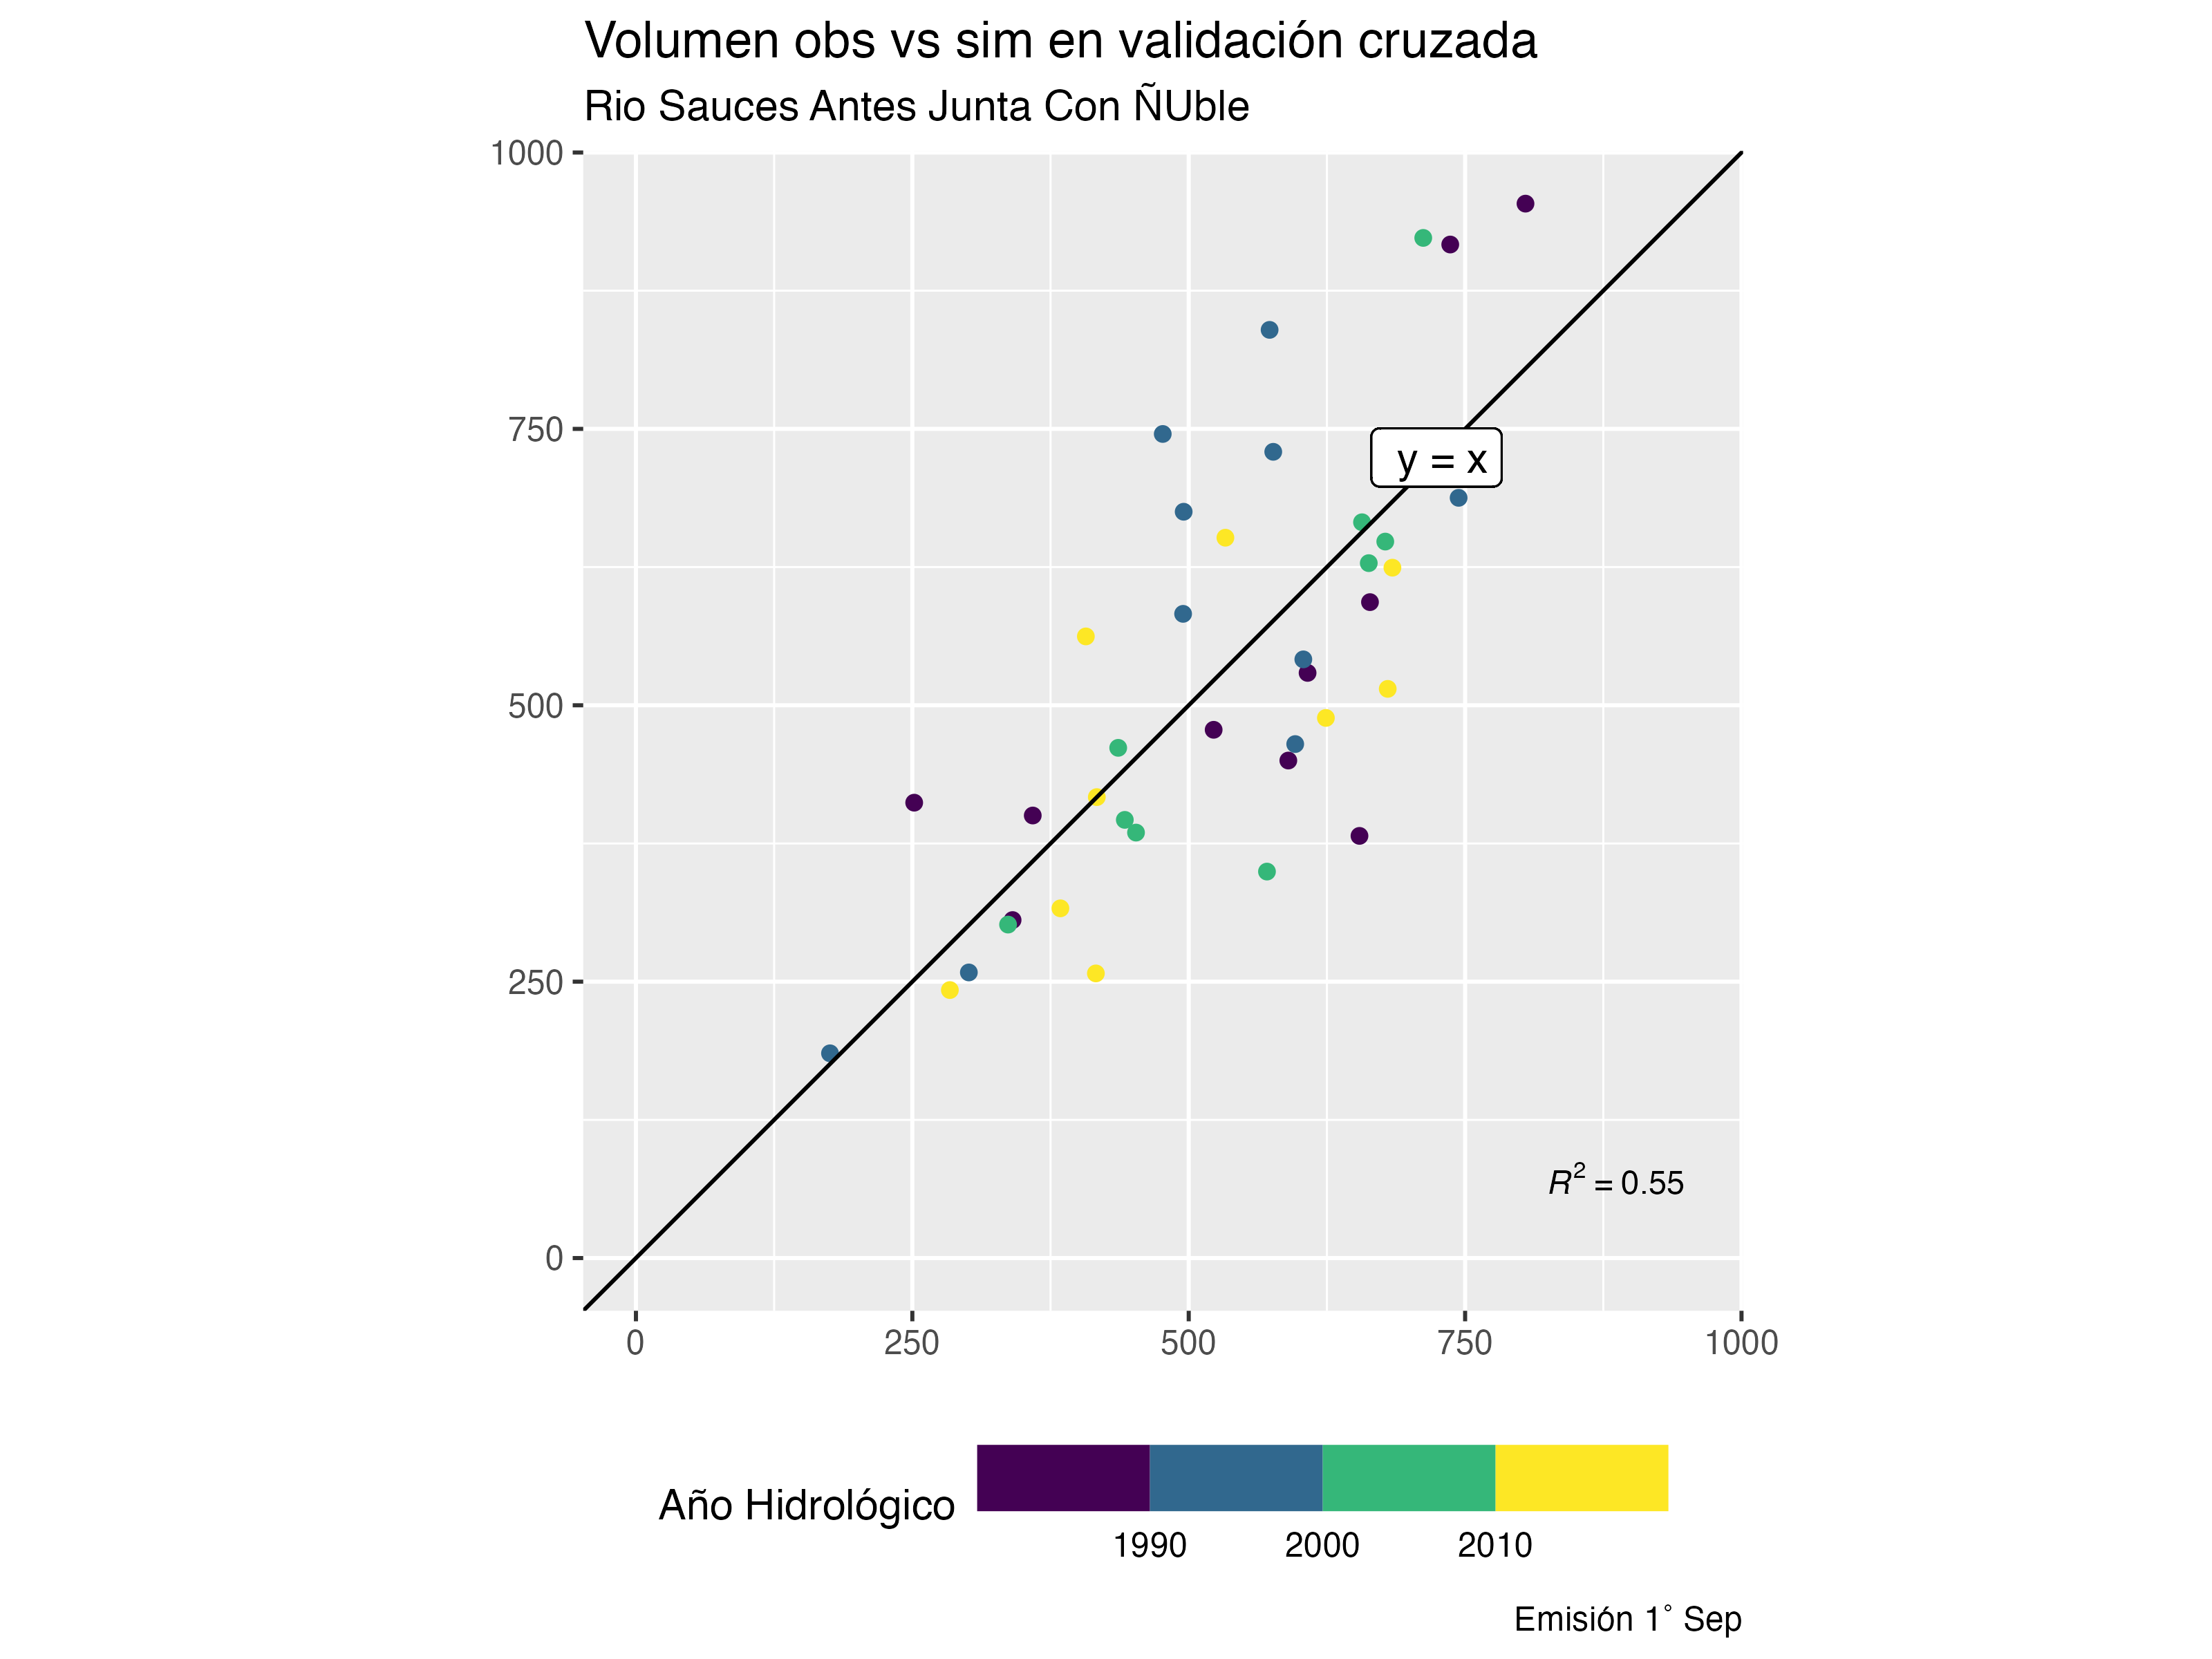 Volumen obs vs sim en validación cruzada
Rio Sauces Antes Junta Con ÑUble
1000
750
y = x
500
250
R² = 0.55
0
0 250 500 750 1000
Año Hidrológico
1990 2000 2010
Emisión 1° Sep